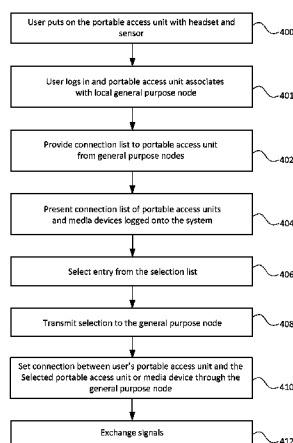 User puts on the portable access unit with headset and
sensor
400
User logs in and portable access unit associates
with local general purpose node
401
Provide connection list to portable access unit
from general purpose nodes
402
Present connection list of portable access units
and media devices logged onto the system
404
Select entry from the selection list
406
Transmit selection to the general purpose node
408
Set connection between user's portable access unit and the
Selected portable access unit or media device through the
general purpose node
410
Exchange signals
412